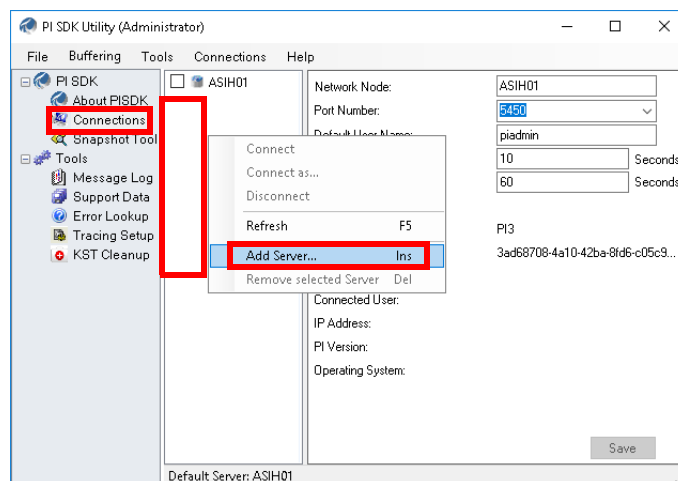 PI SDK Utility (Administrator)
File Buffering Tools Connections Help
PI SDK
About PISDK
Connections
Snapshot Tool
Tools
Message Log
Support Data
Error Lookup
Tracing Setup
KST Cleanup
ASIH01
Connect
Connect as...
Disconnect
Refresh F5
Add Server... Ins
Remove selected Server Del
Network Node: ASIH01
Port Number: 5450
Default User Name: piadmin
10 Seconds
60 Seconds
PI3
3ad68708-4a10-42ba-8fd6-c05c9...
Connected User:
IP Address:
PI Version:
Operating System:
Save
Default Server: ASIH01